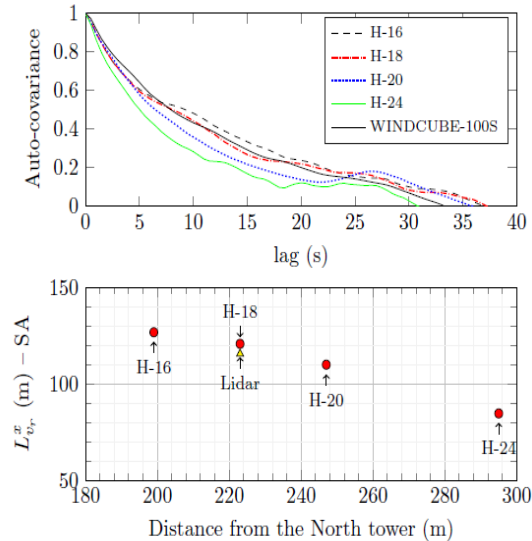 1
0.8
0.6
0.4
0.2
0
Auto-covariance
H-16
H-18
H-20
H-24
WINDCUBE-100S
0 5 10 15 20 25 30 35 40
lag (s)
150
100
50
L^x_{v_r} (m) − SA
H-16
H-18
Lidar
H-20
H-24
180 200 220 240 260 280 300
Distance from the North tower (m)